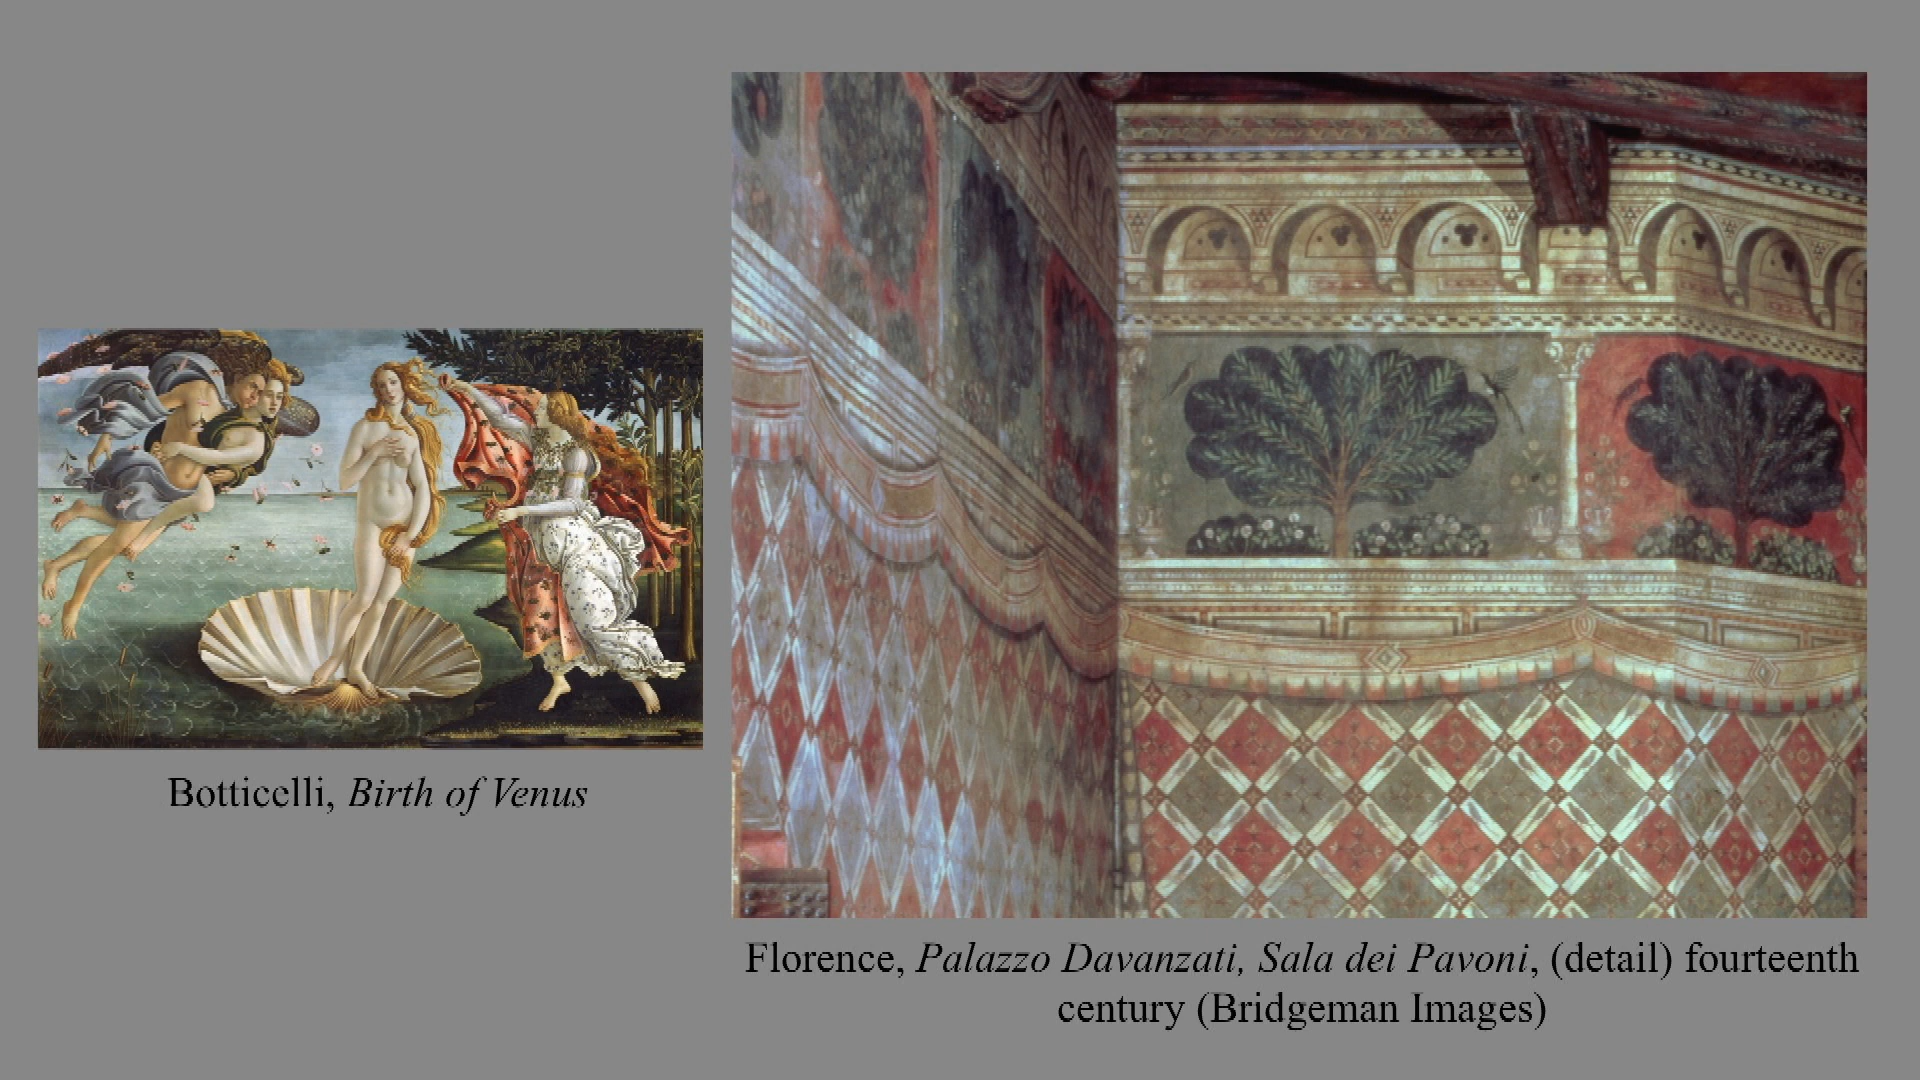 Botticelli, Birth of Venus
Florence, Palazzo Davanzati, Sala dei Pavoni, (detail) fourteenth
century (Bridgeman Images)